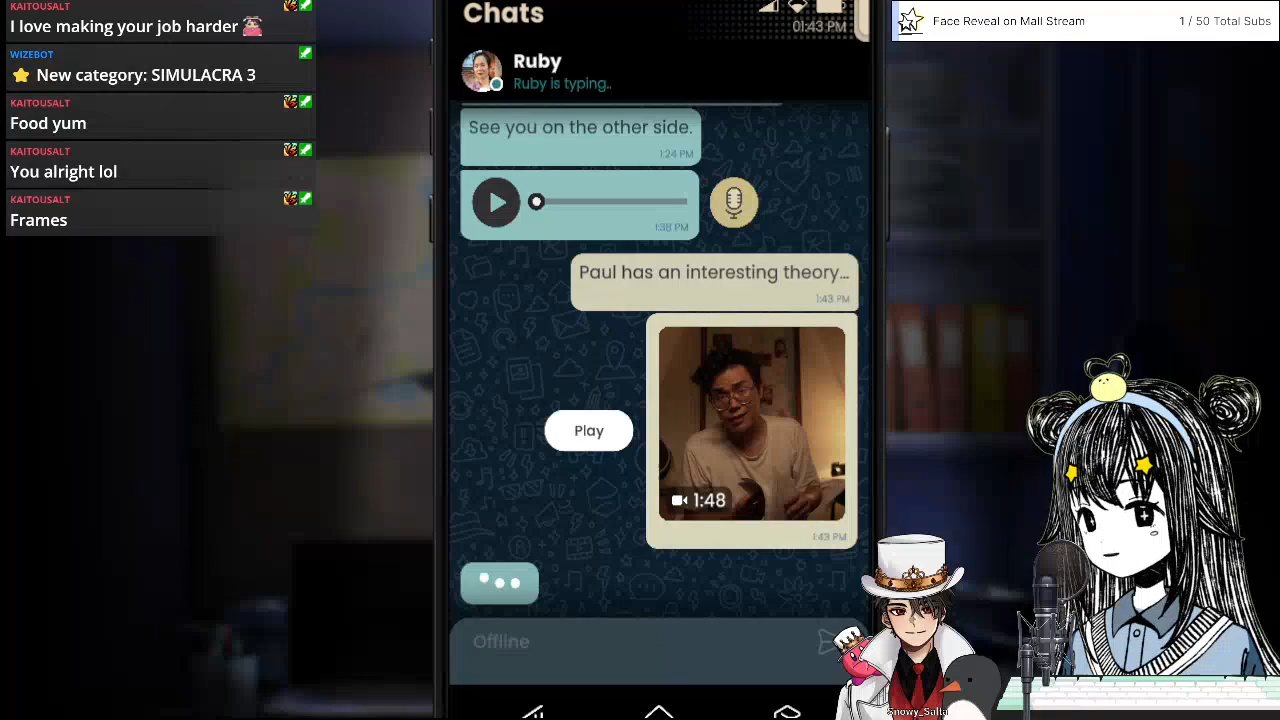 KAITOUSALT
I love making your job harder
WIZEBOT
New category: SIMULACRA 3
KAITOUSALT
Food yum
KAITOUSALT
You alright lol
KAITOUSALT
Frames
Chats
01:43 PM
Ruby
Ruby is typing..
See you on the other side.
1:24 PM
1:38 PM
Paul has an interesting theory...
1:43 PM
Play
1:48
1:43 PM
Offline
Face Reveal on Mall Stream
1 / 50 Total Subs
Snowy_Salta